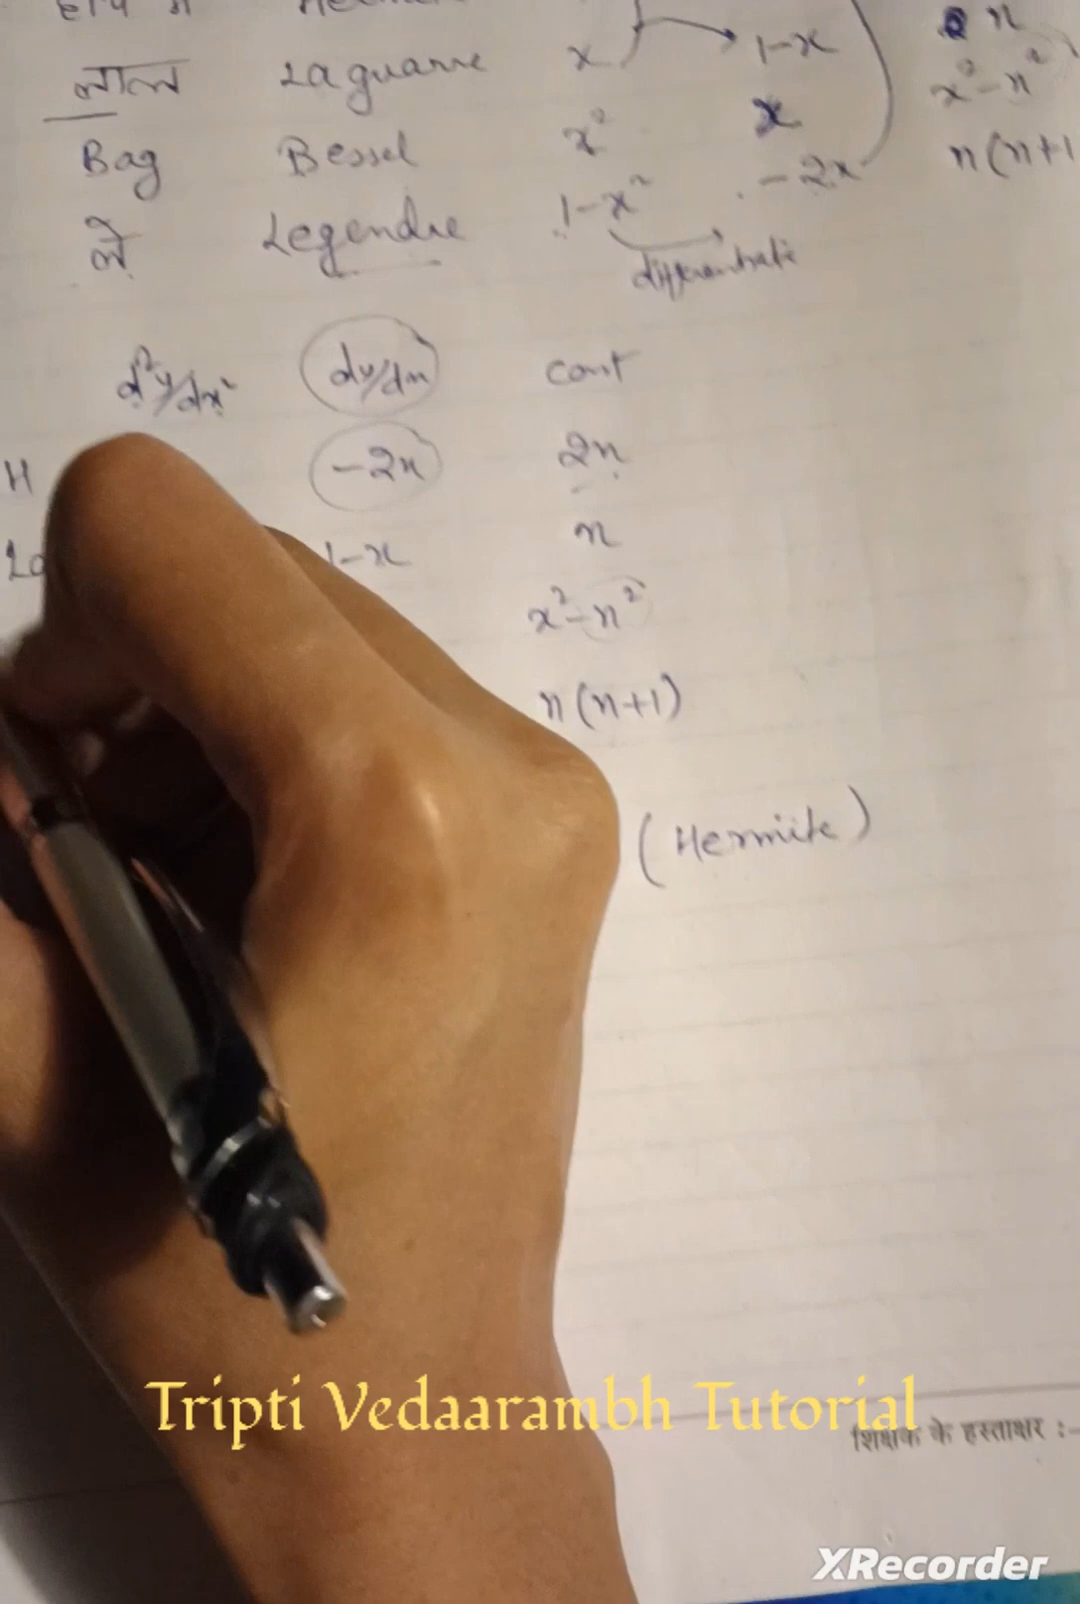 हाथ में
n
लाल Laguarre x 1-x x² - n²
Bag Bessel x² x n(n+1
ले Legendre 1-x² -2x
differentiate
d²y/dx² dy/dx const
H -2x 2n
La 1-x n
x² - n²
n(n+1)
(Hermite)
Tripti Vedaarambh Tutorial
शिक्षक के हस्ताक्षर :-
XRecorder